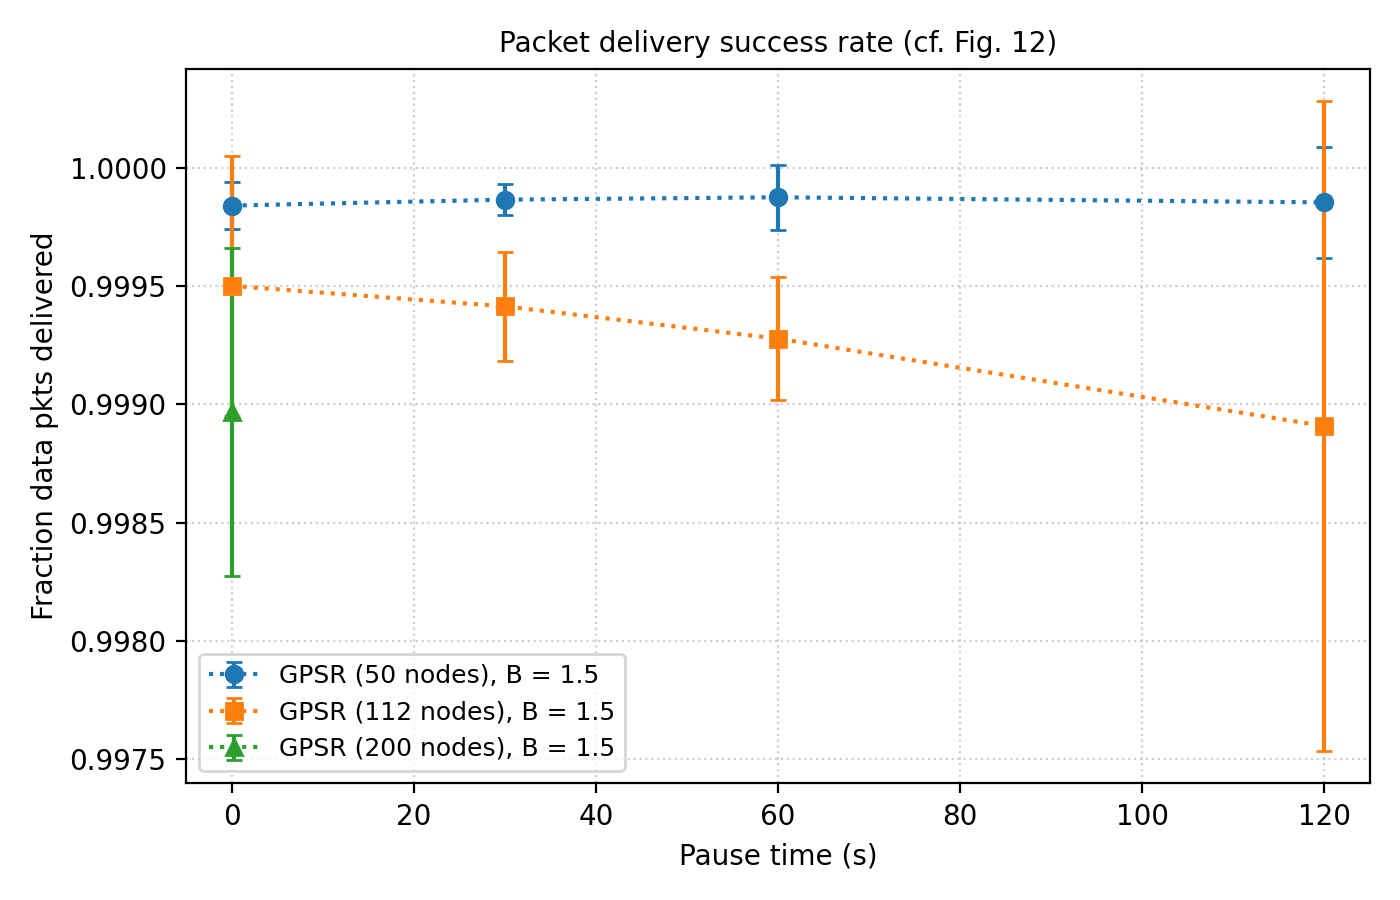 Packet delivery success rate (cf. Fig. 12)
Fraction data pkts delivered
1.0000
0.9995
0.9990
0.9985
0.9980
0.9975
GPSR (50 nodes), B = 1.5
GPSR (112 nodes), B = 1.5
GPSR (200 nodes), B = 1.5
0 20 40 60 80 100 120
Pause time (s)